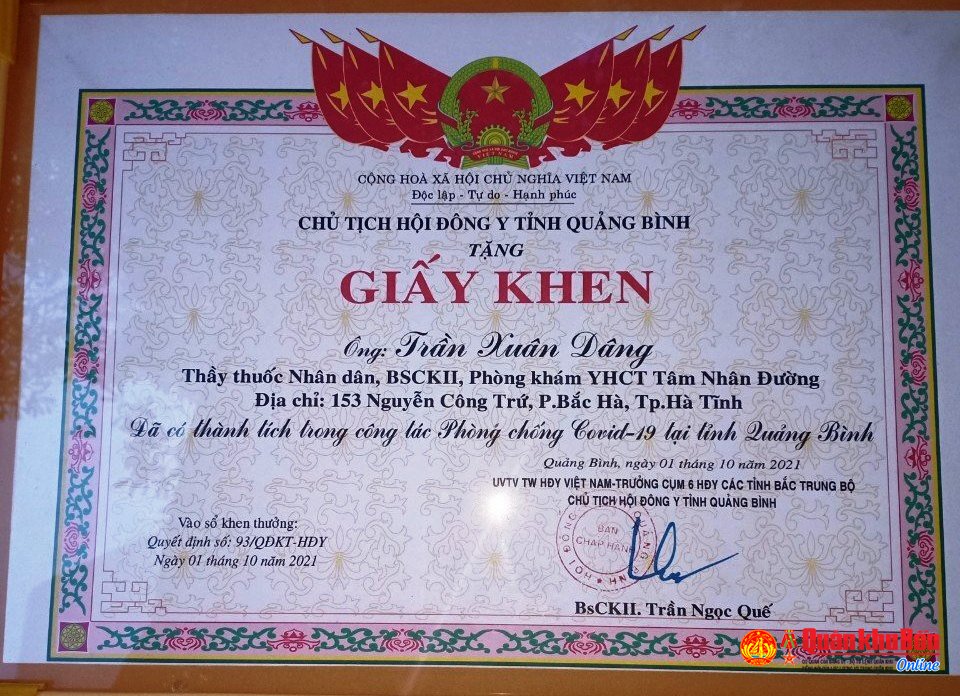 CỘNG HOÀ XÃ HỘI CHỦ NGHĨA VIỆT NAM
Độc lập - Tự do - Hạnh phúc
CHỦ TỊCH HỘI ĐÔNG Y TỈNH QUẢNG BÌNH
TẶNG
GIẤY KHEN
Ông: Trần Xuân Dâng
Thầy thuốc Nhân dân, BSCKII, Phòng khám YHCT Tâm Nhân Đường
Địa chỉ: 153 Nguyễn Công Trứ, P.Bắc Hà, Tp.Hà Tĩnh
Đã có thành tích trong công tác Phòng chống Covid-19 tại tỉnh Quảng Bình
Quảng Bình, ngày 01 tháng 10 năm 2021
UVTV TW HĐY VIỆT NAM-TRƯỞNG CỤM 6 HĐY CÁC TỈNH BẮC TRUNG BỘ
CHỦ TỊCH HỘI ĐÔNG Y TỈNH QUẢNG BÌNH
Vào sổ khen thưởng:
Quyết định số: 93/QĐKT-HĐY
Ngày 01 tháng 10 năm 2021
BAN
CHẤP HÀNH
BsCKII. Trần Ngọc Quế
Quân khu Bốn
Online